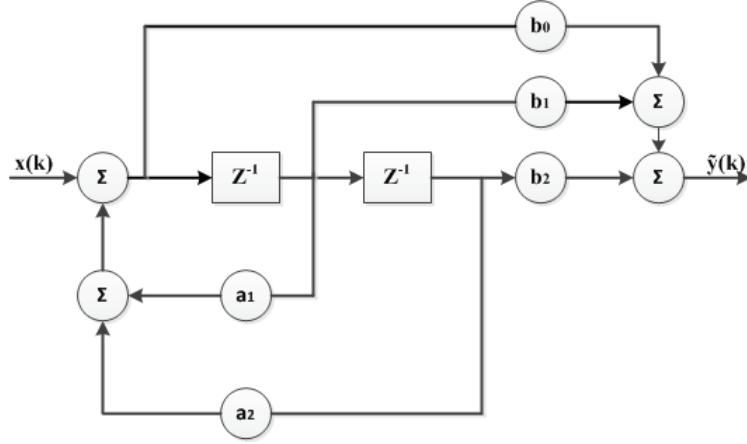 b₀
b₁
x(k) Σ Z⁻¹ Z⁻¹ b₂ Σ ỹ(k)
Σ
Σ a₁
a₂